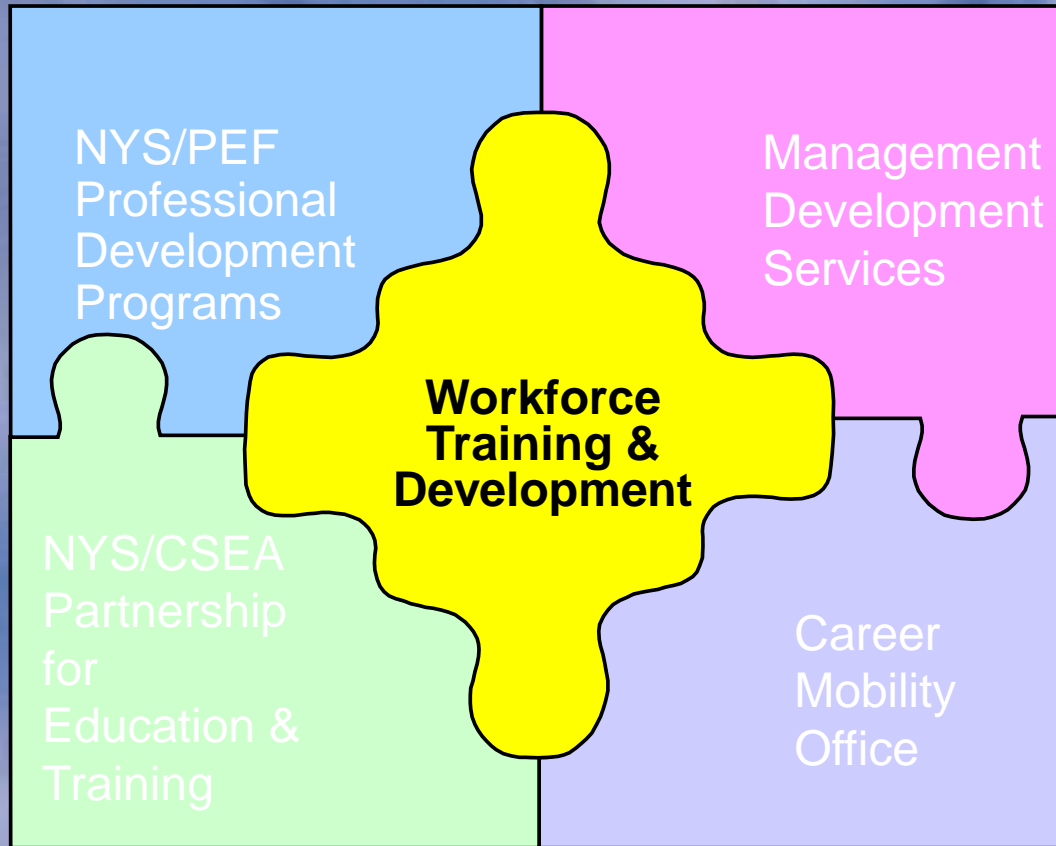 NYS/PEF
Professional
Development
Programs
Management
Development
Services
Workforce
Training &
Development
NYS/CSEA
Partnership
for
Education &
Training
Career
Mobility
Office